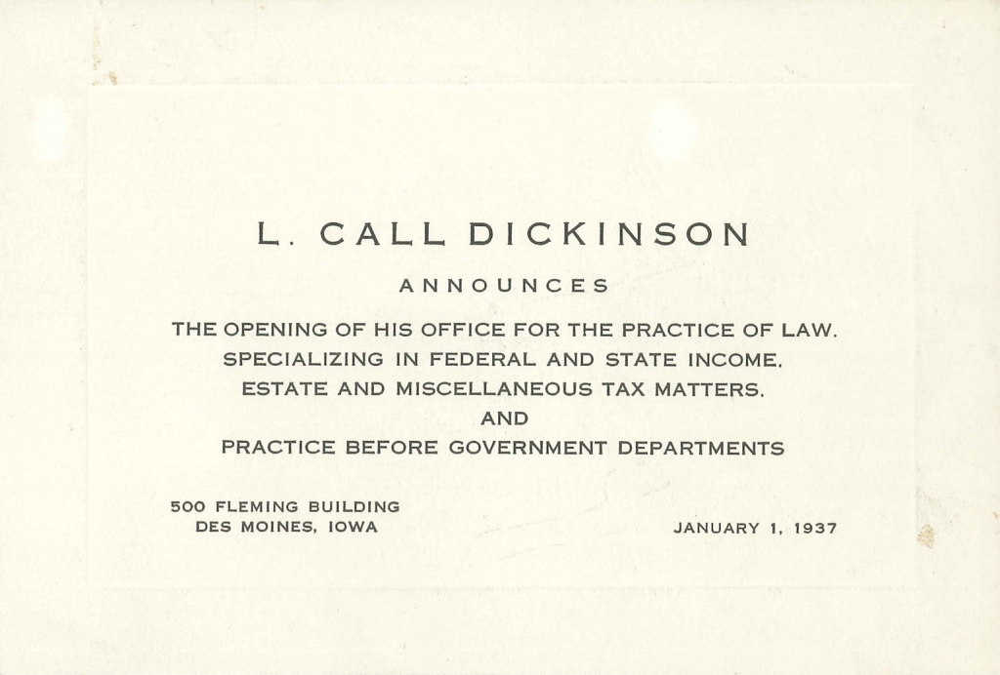 L. CALL DICKINSON
ANNOUNCES
THE OPENING OF HIS OFFICE FOR THE PRACTICE OF LAW,
SPECIALIZING IN FEDERAL AND STATE INCOME,
ESTATE AND MISCELLANEOUS TAX MATTERS,
AND
PRACTICE BEFORE GOVERNMENT DEPARTMENTS
500 FLEMING BUILDING
DES MOINES, IOWA
JANUARY 1, 1937